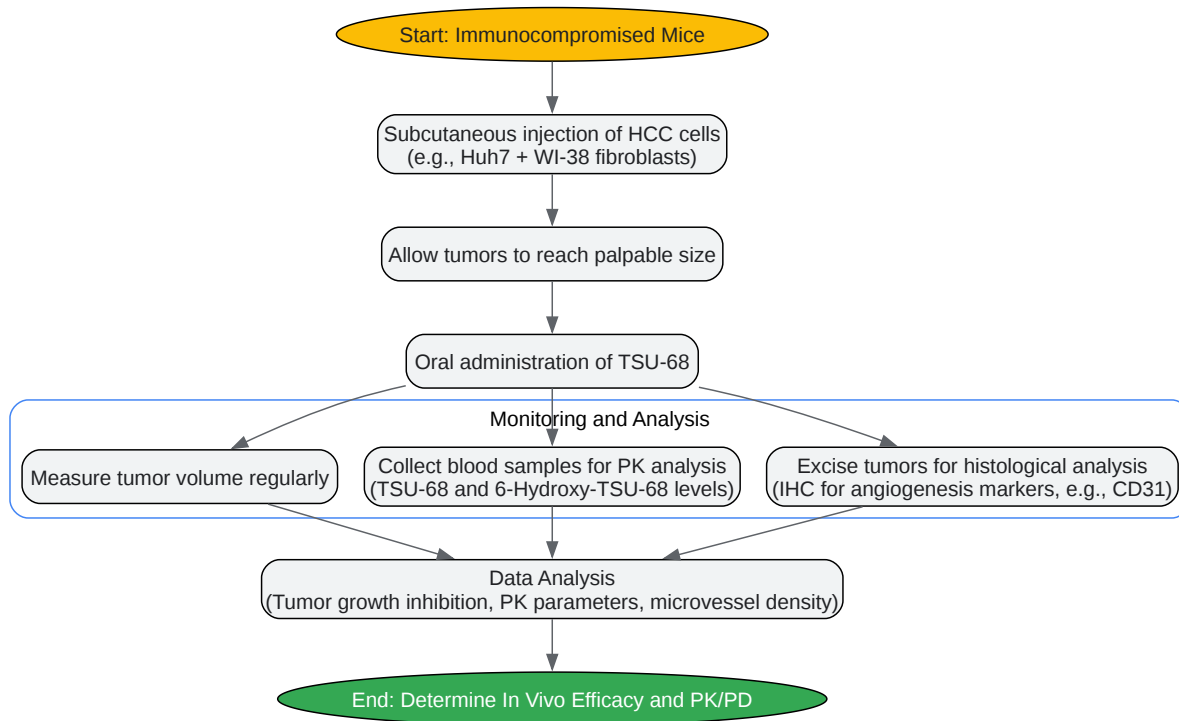 Start: Immunocompromised Mice
Subcutaneous injection of HCC cells
(e.g., Huh7 + WI-38 fibroblasts)
Allow tumors to reach palpable size
Oral administration of TSU-68
Monitoring and Analysis
Measure tumor volume regularly
Collect blood samples for PK analysis
(TSU-68 and 6-Hydroxy-TSU-68 levels)
Excise tumors for histological analysis
(IHC for angiogenesis markers, e.g., CD31)
Data Analysis
(Tumor growth inhibition, PK parameters, microvessel density)
End: Determine In Vivo Efficacy and PK/PD